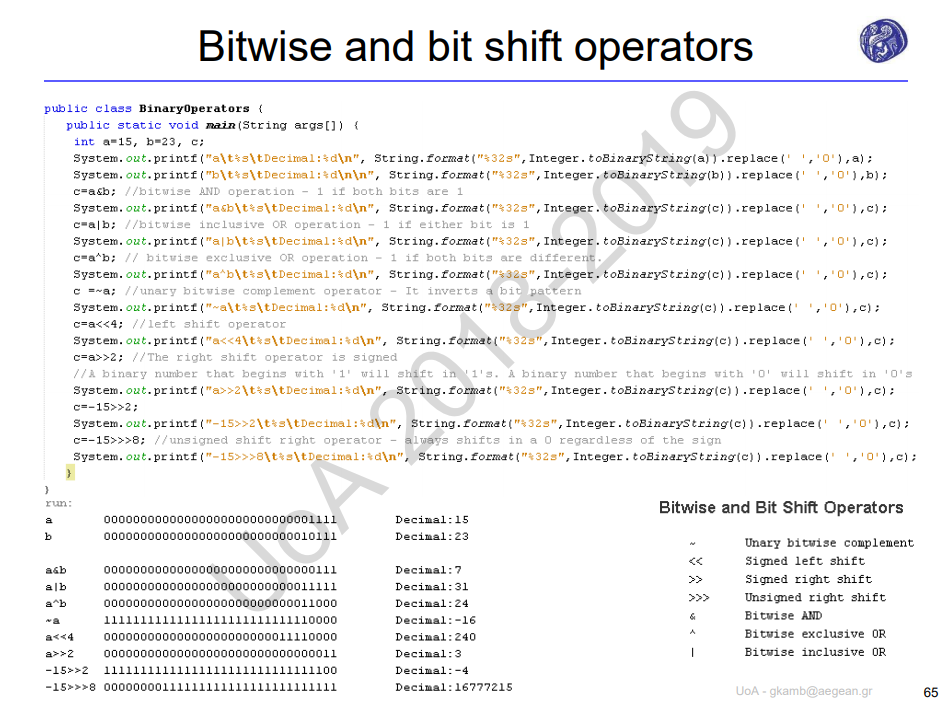 Bitwise and bit shift operators
public class BinaryOperators {
public static void main(String args[]) {
int a=15, b=23, c;
System.out.printf("a\t%s\tDecimal:%d\n", String.format("%32s",Integer.toBinaryString(a)).replace(' ','0'),a);
System.out.printf("b\t%s\tDecimal:%d\n\n", String.format("%32s",Integer.toBinaryString(b)).replace(' ','0'),b);
c=a&b; //bitwise AND operation - 1 if both bits are 1
System.out.printf("a&b\t%s\tDecimal:%d\n", String.format("%32s",Integer.toBinaryString(c)).replace(' ','0'),c);
c=a|b; //bitwise inclusive OR operation - 1 if either bit is 1
System.out.printf("a|b\t%s\tDecimal:%d\n", String.format("%32s",Integer.toBinaryString(c)).replace(' ','0'),c);
c=a^b; // bitwise exclusive OR operation - 1 if both bits are different.
System.out.printf("a^b\t%s\tDecimal:%d\n", String.format("%32s",Integer.toBinaryString(c)).replace(' ','0'),c);
c =~a; //unary bitwise complement operator - It inverts a bit pattern
System.out.printf("~a\t%s\tDecimal:%d\n", String.format("%32s",Integer.toBinaryString(c)).replace(' ','0'),c);
c=a<<4; //left shift operator
System.out.printf("a<<4\t%s\tDecimal:%d\n", String.format("%32s",Integer.toBinaryString(c)).replace(' ','0'),c);
c=a>>2; //The right shift operator is signed
//A binary number that begins with '1' will shift in '1's. A binary number that begins with '0' will shift in '0's
System.out.printf("a>>2\t%s\tDecimal:%d\n", String.format("%32s",Integer.toBinaryString(c)).replace(' ','0'),c);
c=-15>>2;
System.out.printf("-15>>2\t%s\tDecimal:%d\n", String.format("%32s",Integer.toBinaryString(c)).replace(' ','0'),c);
c=-15>>>8; //unsigned shift right operator - always shifts in a 0 regardless of the sign
System.out.printf("-15>>>8\t%s\tDecimal:%d\n", String.format("%32s",Integer.toBinaryString(c)).replace(' ','0'),c);
}
}
run:
a 00000000000000000000000000001111 Decimal:15
b 00000000000000000000000000010111 Decimal:23
a&b 00000000000000000000000000000111 Decimal:7
a|b 00000000000000000000000000011111 Decimal:31
a^b 00000000000000000000000000011000 Decimal:24
~a 11111111111111111111111111110000 Decimal:-16
a<<4 00000000000000000000000011110000 Decimal:240
a>>2 00000000000000000000000000000011 Decimal:3
-15>>2 11111111111111111111111111111100 Decimal:-4
-15>>>8 00000000111111111111111111111111 Decimal:16777215
Bitwise and Bit Shift Operators
~ Unary bitwise complement
<< Signed left shift
>> Signed right shift
>>> Unsigned right shift
& Bitwise AND
^ Bitwise exclusive OR
| Bitwise inclusive OR
UoA 2018-2019
UoA - gkamb@aegean.gr
65